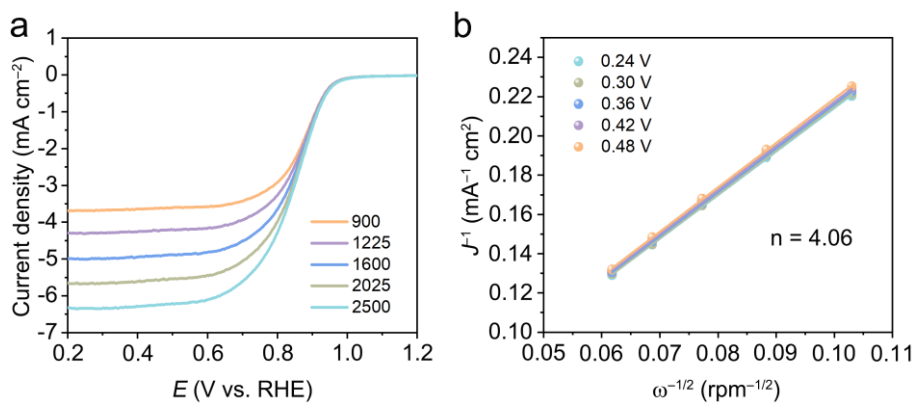 a
Current density (mA cm⁻²)
0
-1
-2
-3
-4
-5
-6
-7
900
1225
1600
2025
2500
0.2 0.4 0.6 0.8 1.0 1.2
E (V vs. RHE)
b
J⁻¹ (mA⁻¹ cm²)
0.24
0.22
0.20
0.18
0.16
0.14
0.12
0.10
0.24 V
0.30 V
0.36 V
0.42 V
0.48 V
n = 4.06
0.05 0.06 0.07 0.08 0.09 0.10 0.11
ω⁻¹/² (rpm⁻¹/²)